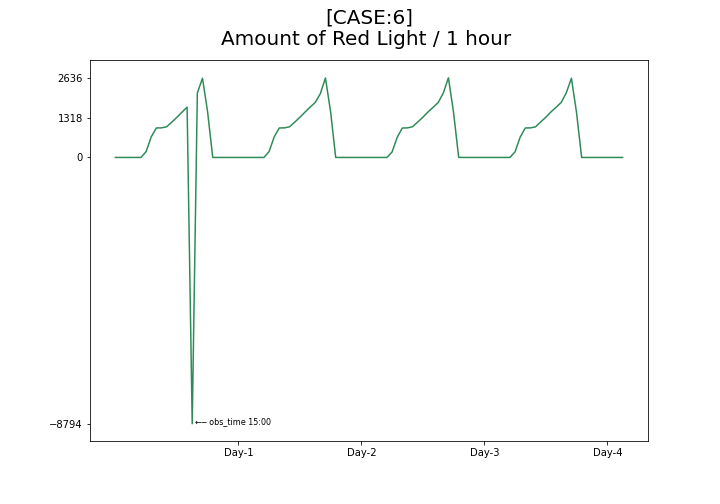 [CASE:6]
Amount of Red Light / 1 hour
2636
1318
0
−8794
←— obs_time 15:00
Day-1
Day-2
Day-3
Day-4